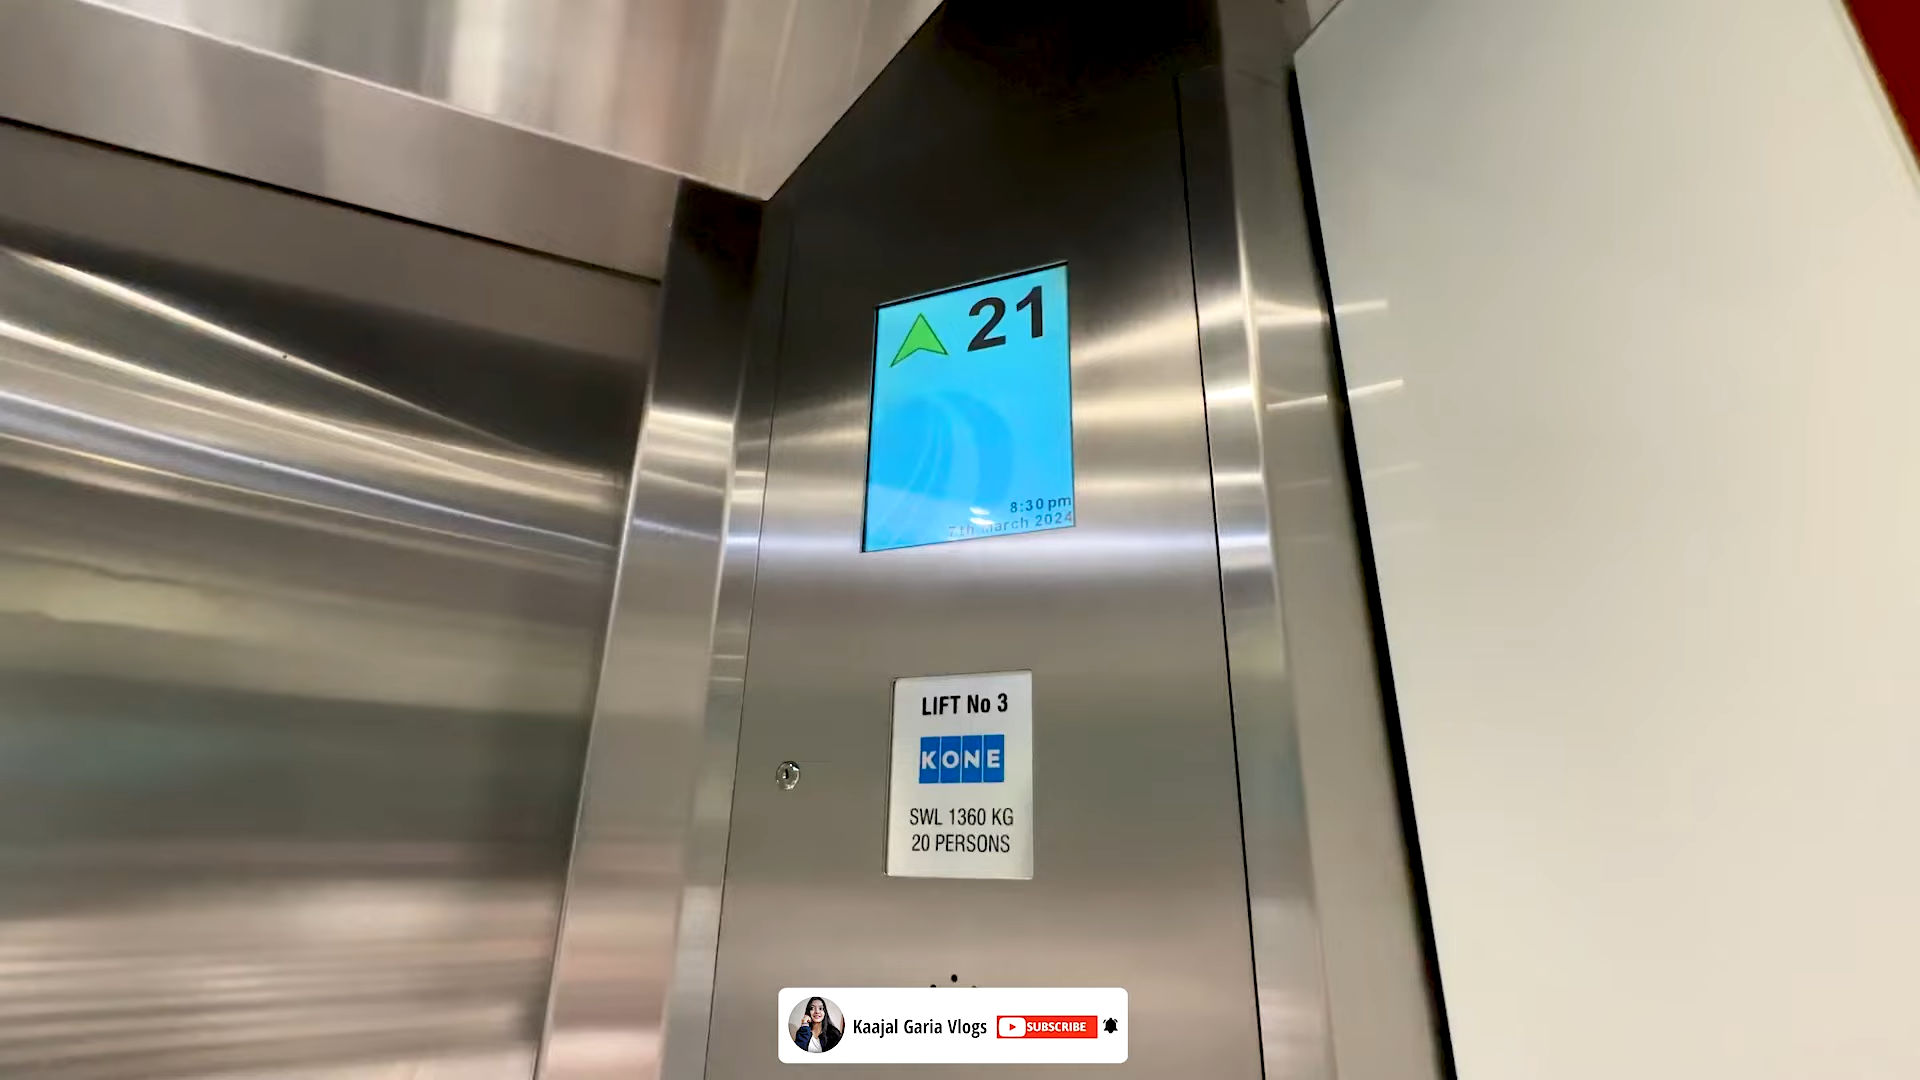 21
8:30 pm
7th March 2024
LIFT No 3
KONE
SWL 1360 KG
20 PERSONS
Kaajal Garia Vlogs
SUBSCRIBE